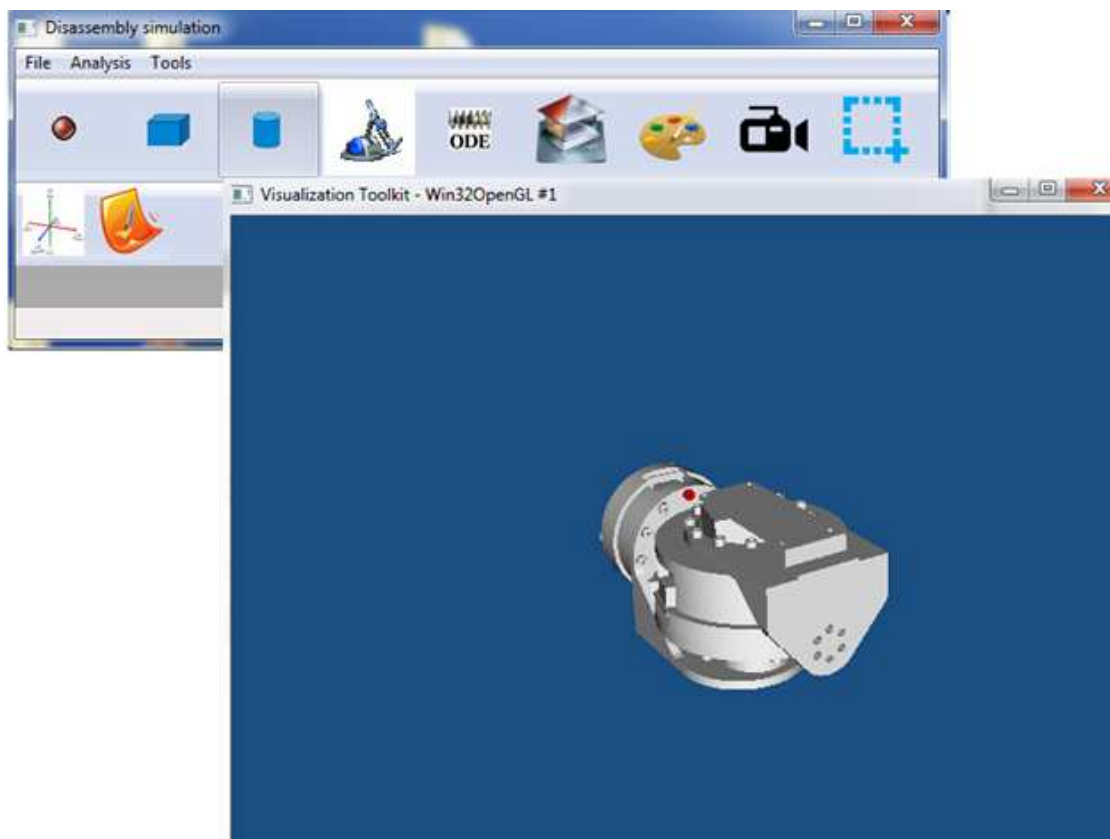 Disassembly simulation
File Analysis Tools
ODE
Visualization Toolkit - Win32OpenGL #1